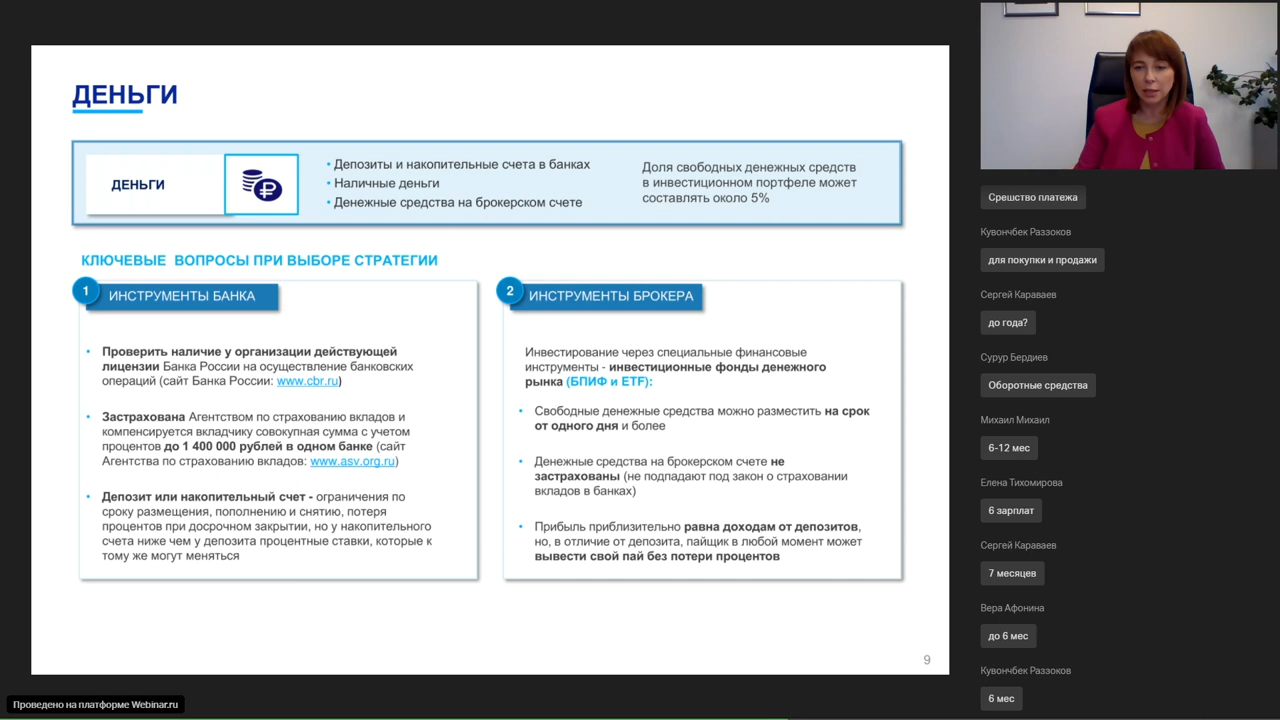 ДЕНЬГИ
ДЕНЬГИ
• Депозиты и накопительные счета в банках
• Наличные деньги
• Денежные средства на брокерском счете
Доля свободных денежных средств
в инвестиционном портфеле может
составлять около 5%
КЛЮЧЕВЫЕ ВОПРОСЫ ПРИ ВЫБОРЕ СТРАТЕГИИ
1
ИНСТРУМЕНТЫ БАНКА
• Проверить наличие у организации действующей
лицензии Банка России на осуществление банковских
операций (сайт Банка России: www.cbr.ru)
• Застрахована Агентством по страхованию вкладов и
компенсируется вкладчику совокупная сумма с учетом
процентов до 1 400 000 рублей в одном банке (сайт
Агентства по страхованию вкладов: www.asv.org.ru)
• Депозит или накопительный счет - ограничения по
сроку размещения, пополнению и снятию, потеря
процентов при досрочном закрытии, но у накопительного
счета ниже чем у депозита процентные ставки, которые к
тому же могут меняться
2
ИНСТРУМЕНТЫ БРОКЕРА
Инвестирование через специальные финансовые
инструменты - инвестиционные фонды денежного
рынка (БПИФ и ETF):
• Свободные денежные средства можно разместить на срок
от одного дня и более
• Денежные средства на брокерском счете не
застрахованы (не подпадают под закон о страховании
вкладов в банках)
• Прибыль приблизительно равна доходам от депозитов,
но, в отличие от депозита, пайщик в любой момент может
вывести свой пай без потери процентов
9
Срешство платежа
Кувончбек Раззоков
для покупки и продажи
Сергей Караваев
до года?
Сурур Бердиев
Оборотные средства
Михаил Михаил
6-12 мес
Елена Тихомирова
6 зарплат
Сергей Караваев
7 месяцев
Вера Афонина
до 6 мес
Кувончбек Раззоков
6 мес
Проведено на платформе Webinar.ru